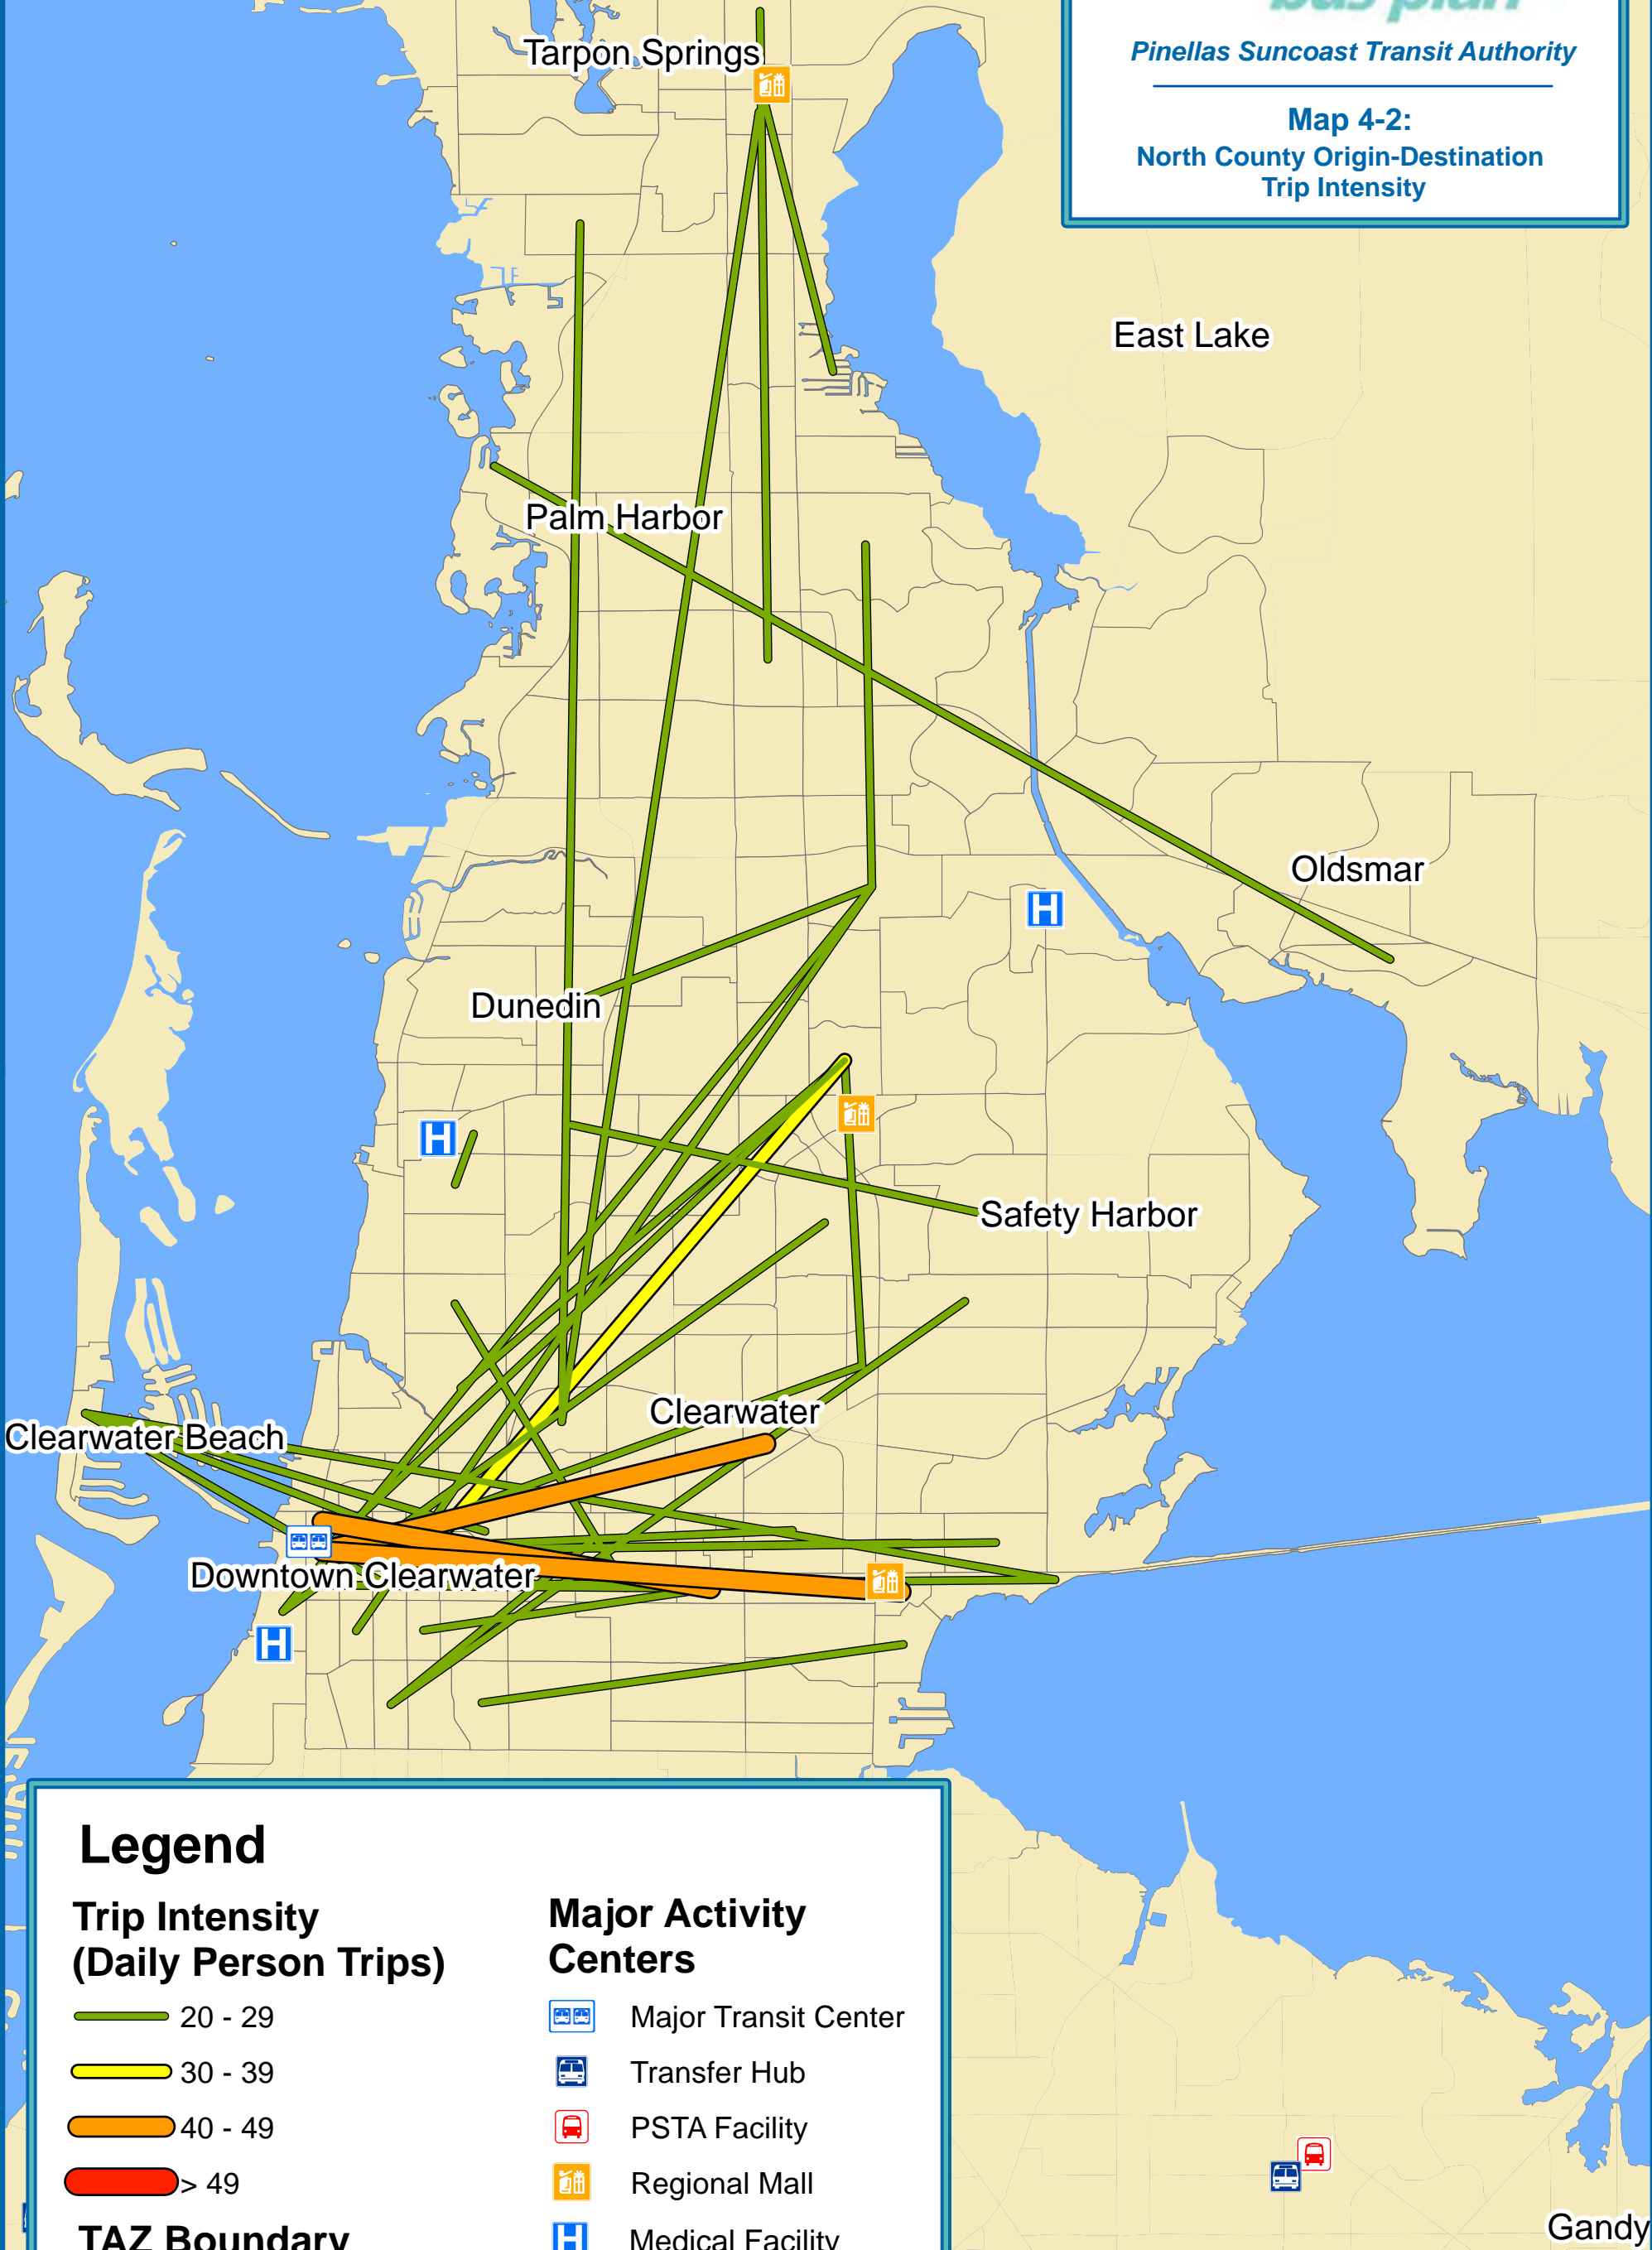 bus plan
Pinellas Suncoast Transit Authority
Map 4-2:
North County Origin-Destination
Trip Intensity
Tarpon Springs
East Lake
Palm Harbor
Oldsmar
Dunedin
H
H
Safety Harbor
Clearwater
Clearwater Beach
Downtown Clearwater
H
Legend
Trip Intensity
(Daily Person Trips)
20 - 29
30 - 39
40 - 49
> 49
TAZ Boundary
Major Activity
Centers
Major Transit Center
Transfer Hub
PSTA Facility
Regional Mall
H Medical Facility
Gandy